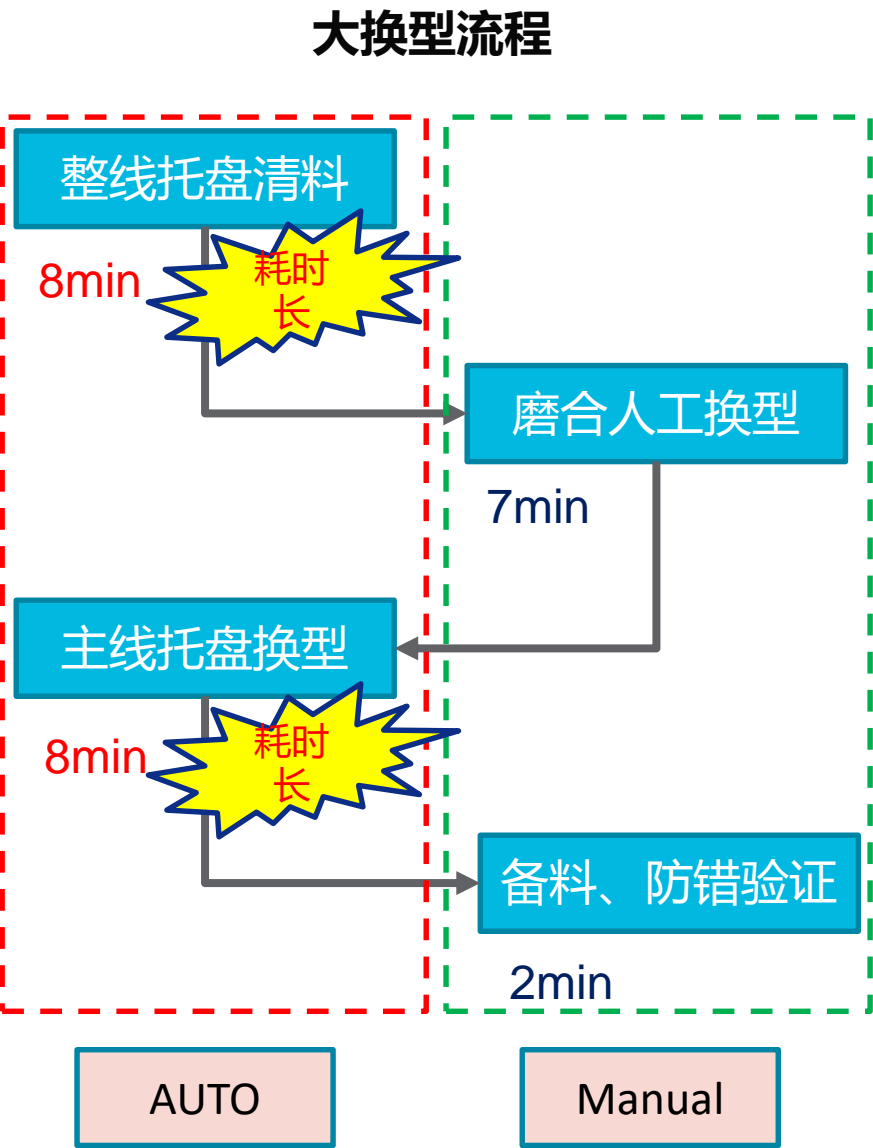 大换型流程
整线托盘清料
8min
耗时
长
磨合人工换型
7min
主线托盘换型
8min
耗时
长
备料、防错验证
2min
AUTO
Manual